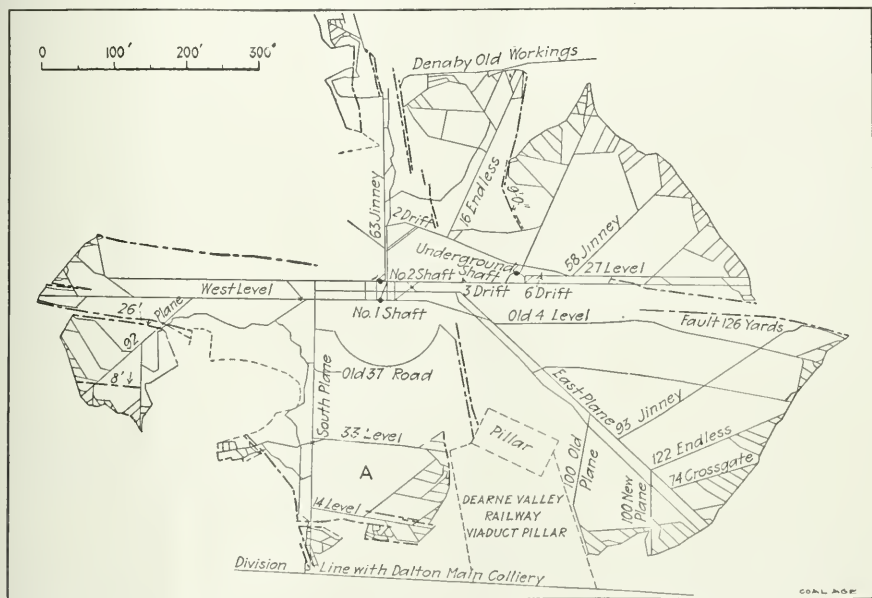 0 100' 200' 300"
Denaby Old Workings
63 Jinney
2 Drift
16 Endless
9'0"
58 Jinney
Underground
Shaft
27 Level
No 2 Shaft
3 Drift
6 Drift
West Level
No. 1 Shaft
Old 4 Level
Fault 126 Yards
26'
92 Plane
8'
Old 37 Road
South Plane
East Plane
93 Jinney
33 Level
Pillar
100 Old
Plane
122 Endless
74 Crossgate
A
100 New
Plane
14 Level
DEARNE VALLEY
RAILWAY
VIADUCT PILLAR
Division Line with Dalton Main Colliery
COAL AGE